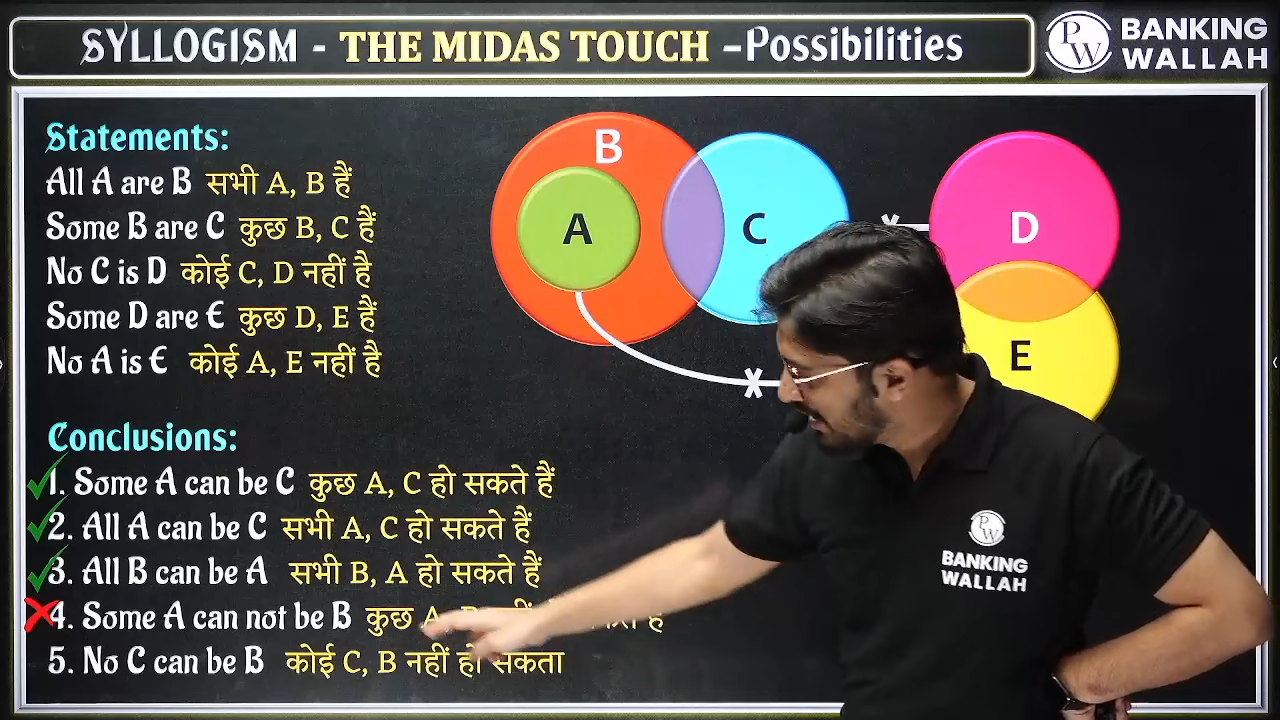 SYLLOGISM - THE MIDAS TOUCH -Possibilities
PW BANKING
WALLAH
Statements:
All A are B सभी A, B हैं
Some B are C कुछ B, C हैं
No C is D कोई C, D नहीं है
Some D are E कुछ D, E हैं
No A is E कोई A, E नहीं है
B
A
C
D
E
Conclusions:
1. Some A can be C कुछ A, C हो सकते हैं
2. All A can be C सभी A, C हो सकते हैं
3. All B can be A सभी B, A हो सकते हैं
4. Some A can not be B कुछ A,
5. No C can be B कोई C, B नहीं हो सकता
PW
BANKING
WALLAH